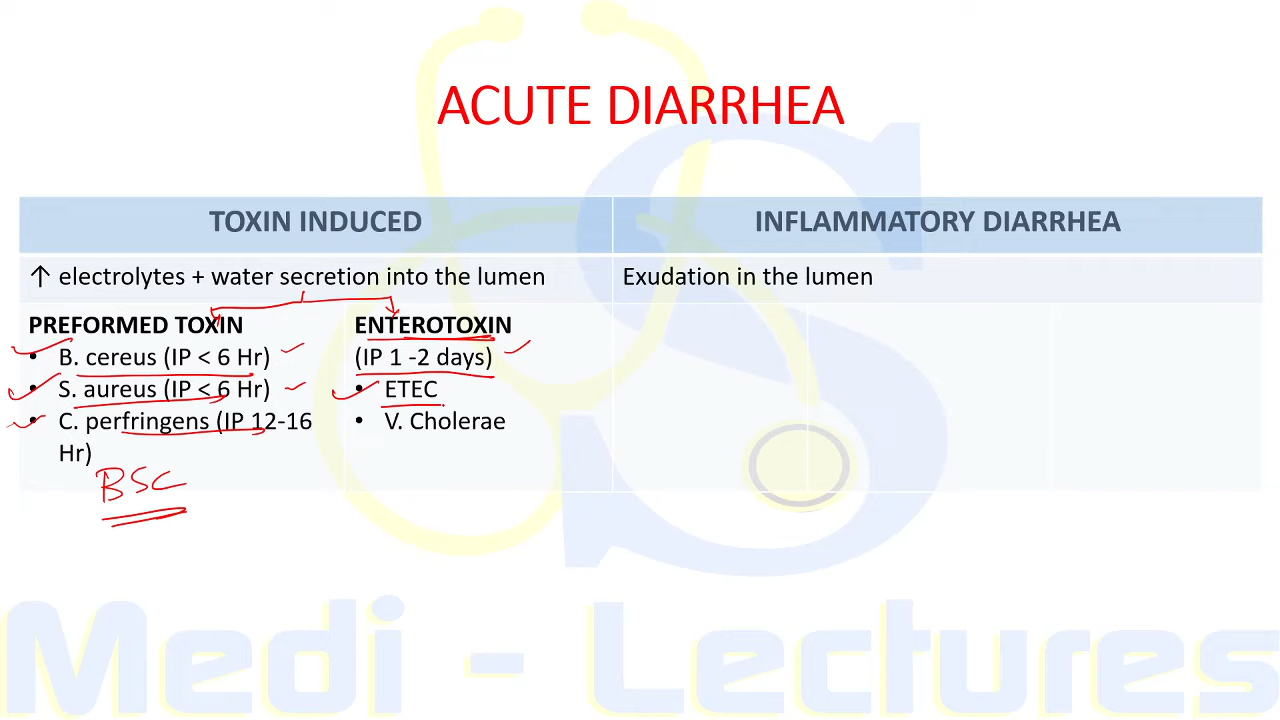 ACUTE DIARRHEA
TOXIN INDUCED
INFLAMMATORY DIARRHEA
↑ electrolytes + water secretion into the lumen
Exudation in the lumen
PREFORMED TOXIN
• B. cereus (IP < 6 Hr)
• S. aureus (IP < 6 Hr)
• C. perfringens (IP 12-16
Hr)
BSC
ENTEROTOXIN
(IP 1 -2 days)
• ETEC
• V. Cholerae
Medi - Lectures